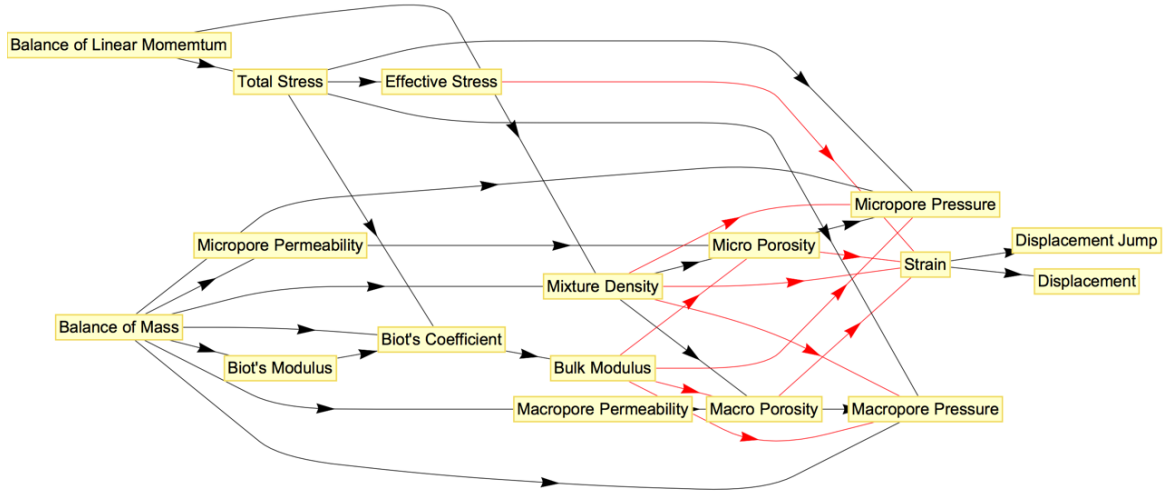 Balance of Linear Momemtum
Total Stress
Effective Stress
Micropore Pressure
Micropore Permeability
Micro Porosity
Displacement Jump
Strain
Displacement
Mixture Density
Balance of Mass
Biot's Coefficient
Biot's Modulus
Bulk Modulus
Macropore Permeability
Macro Porosity
Macropore Pressure